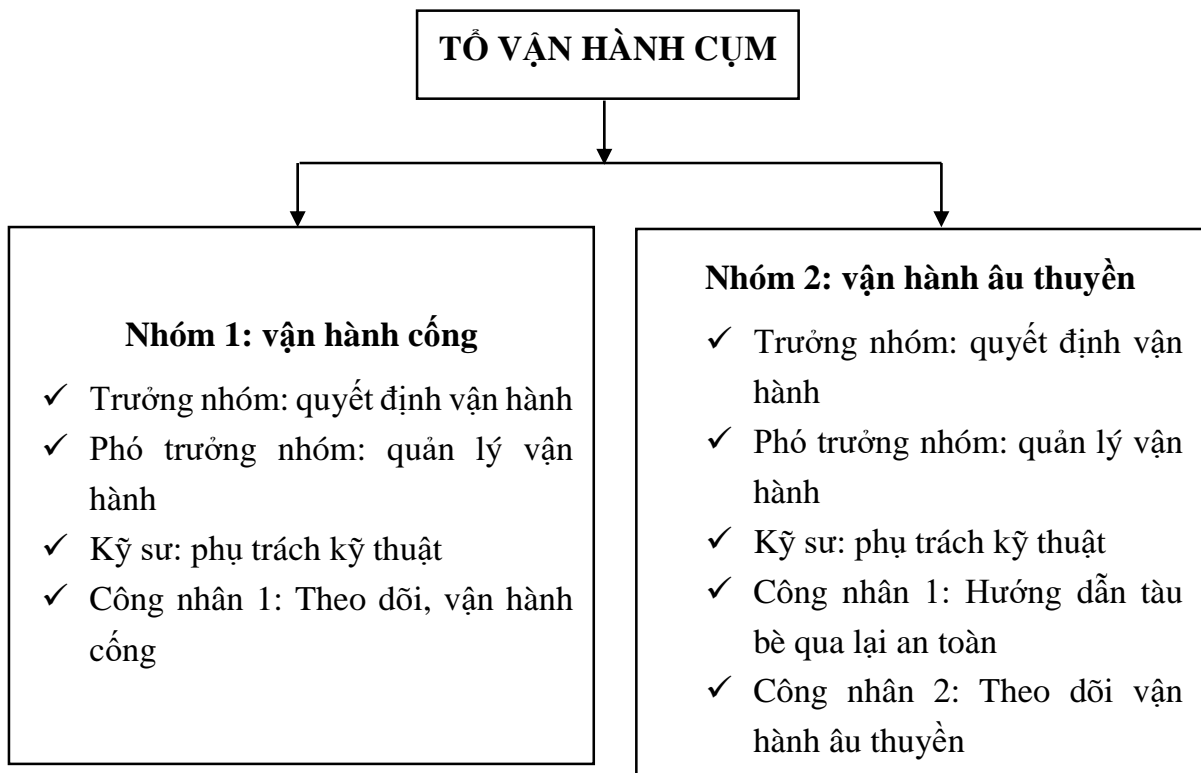 TỔ VẬN HÀNH CỤM
Nhóm 1: vận hành cống
✓ Trưởng nhóm: quyết định vận hành
✓ Phó trưởng nhóm: quản lý vận
hành
✓ Kỹ sư: phụ trách kỹ thuật
✓ Công nhân 1: Theo dõi, vận hành
cống
Nhóm 2: vận hành âu thuyền
✓ Trưởng nhóm: quyết định vận
hành
✓ Phó trưởng nhóm: quản lý vận
hành
✓ Kỹ sư: phụ trách kỹ thuật
✓ Công nhân 1: Hướng dẫn tàu
bè qua lại an toàn
✓ Công nhân 2: Theo dõi vận
hành âu thuyền